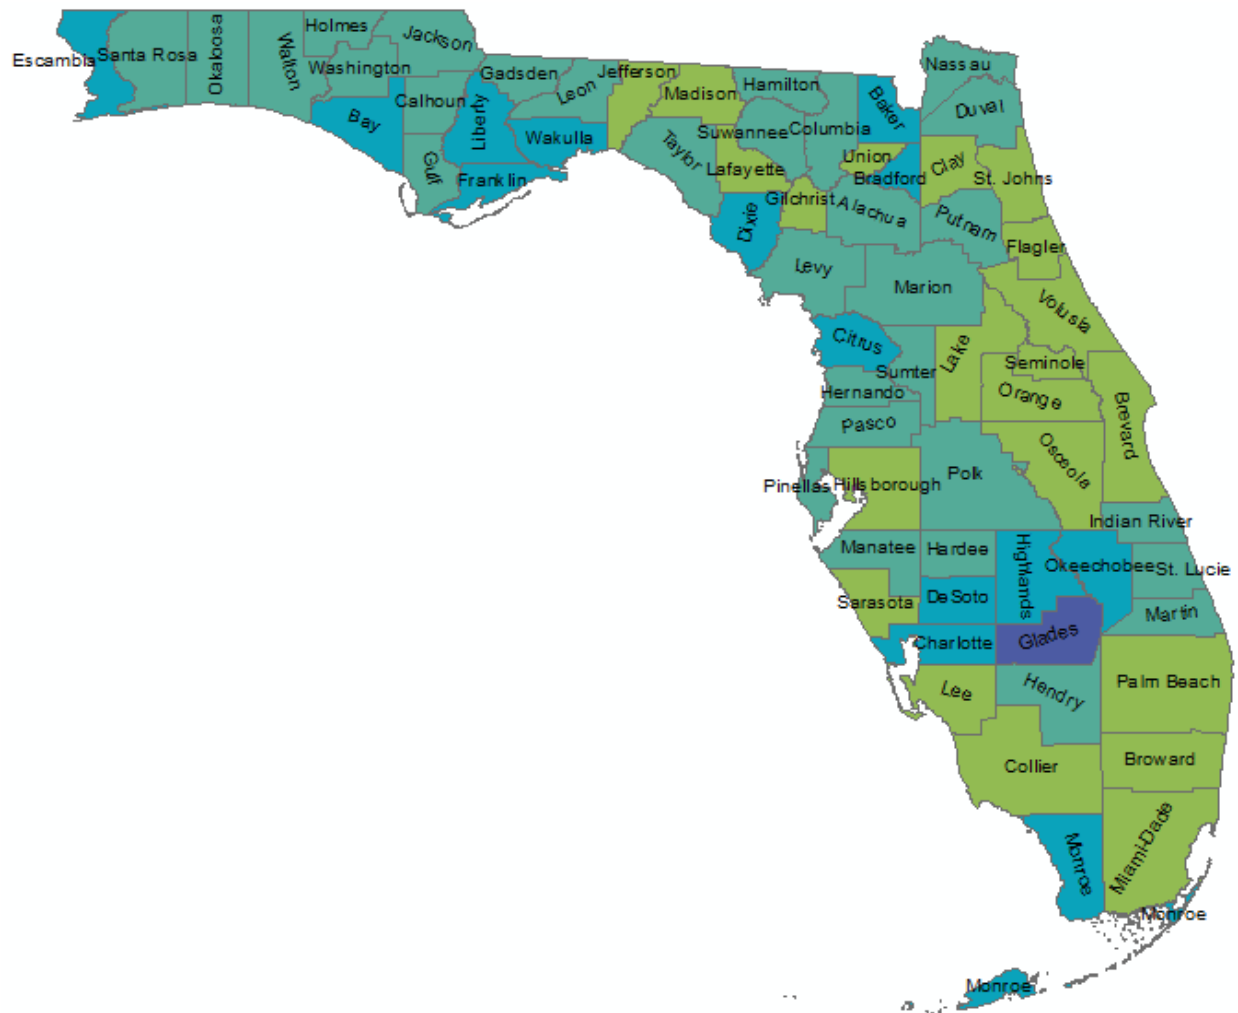 Escambia
Santa Rosa
Okaloosa
Walton
Holmes
Washington
Jackson
Bay
Calhoun
Gulf
Liberty
Gadsden
Leon
Wakulla
Franklin
Jefferson
Madison
Taylor
Hamilton
Suwannee
Lafayette
Dixie
Columbia
Baker
Union
Bradford
Gilchrist
Alachua
Nassau
Duval
Clay
St. Johns
Putnam
Flagler
Levy
Marion
Volusia
Citrus
Sumter
Lake
Seminole
Orange
Brevard
Hernando
Pasco
Pinellas
Hillsborough
Polk
Osceola
Indian River
Manatee
Hardee
Highlands
Okeechobee
St. Lucie
Sarasota
DeSoto
Martin
Charlotte
Glades
Lee
Hendry
Palm Beach
Collier
Broward
Monroe
Miami-Dade
Monroe
Monroe